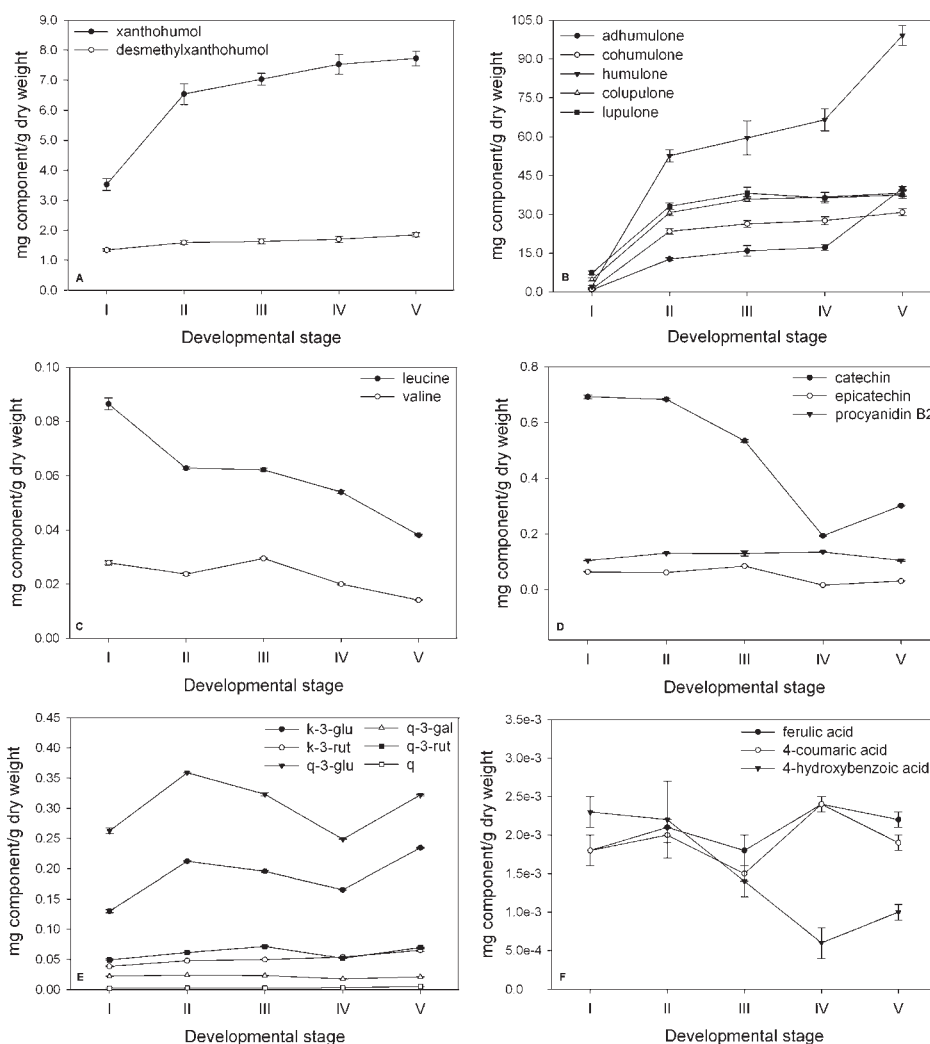 9.0
8.0
7.0
6.0
5.0
4.0
3.0
2.0
1.0
0.0
mg component/g dry weight
xanthohumol
desmethylxanthohumol
A
I II III IV V
Developmental stage
105.0
90.0
75.0
60.0
45.0
30.0
15.0
0.0
mg component/g dry weight
adhumulone
cohumulone
humulone
colupulone
lupulone
B
I II III IV V
Developmental stage
0.10
0.08
0.06
0.04
0.02
0.00
mg component/g dry weight
leucine
valine
C
I II III IV V
Developmental stage
0.8
0.6
0.4
0.2
0.0
mg component/g dry weight
catechin
epicatechin
procyanidin B2
D
I II III IV V
Developmental stage
0.45
0.40
0.35
0.30
0.25
0.20
0.15
0.10
0.05
0.00
mg component/g dry weight
k-3-glu q-3-gal
k-3-rut q-3-rut
q-3-glu q
E
I II III IV V
Developmental stage
3.5e-3
3.0e-3
2.5e-3
2.0e-3
1.5e-3
1.0e-3
5.0e-4
0.0
mg component/g dry weight
ferulic acid
4-coumaric acid
4-hydroxybenzoic acid
F
I II III IV V
Developmental stage